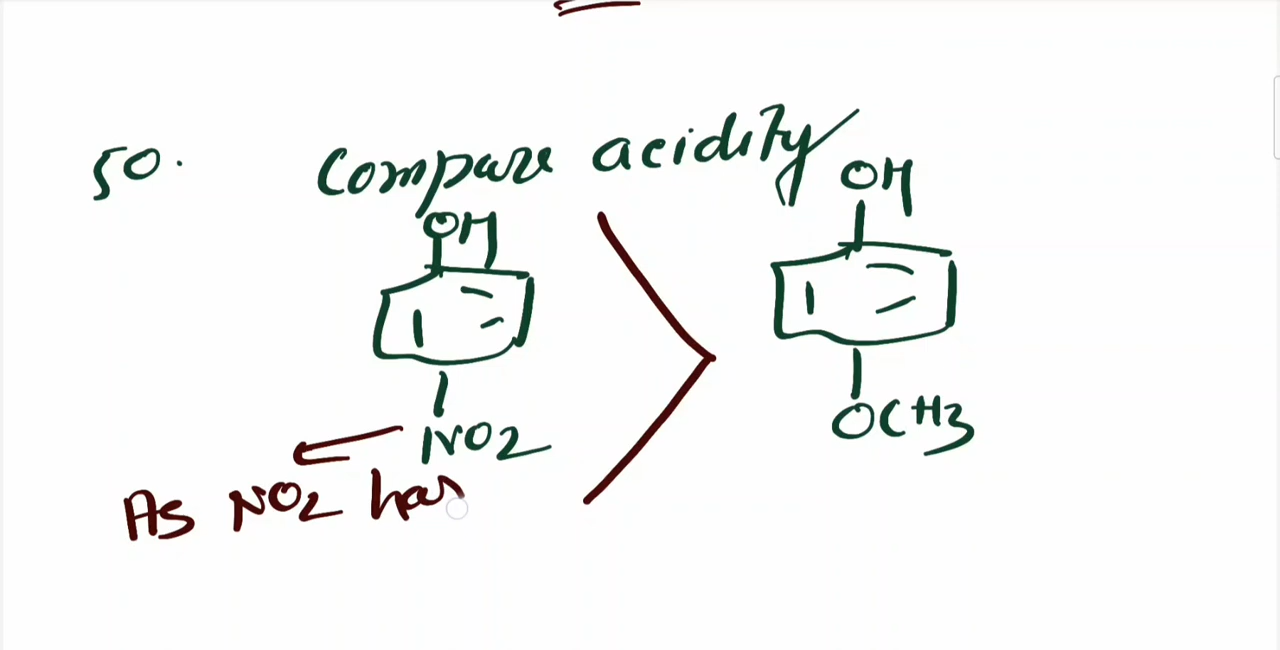 50. Compare acidity
OH
OH
NO2
OCH3
As NO2 has